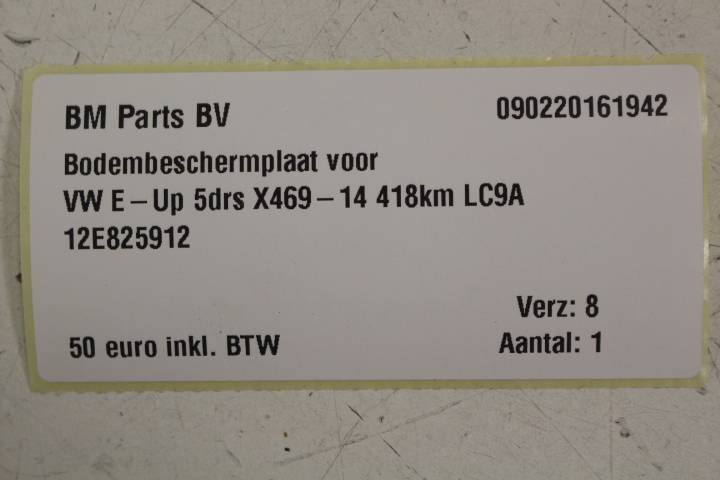 BM Parts BV 090220161942
Bodembeschermplaat voor
VW E-Up 5drs X469-14 418km LC9A
12E825912
Verz: 8
50 euro inkl. BTW Aantal: 1